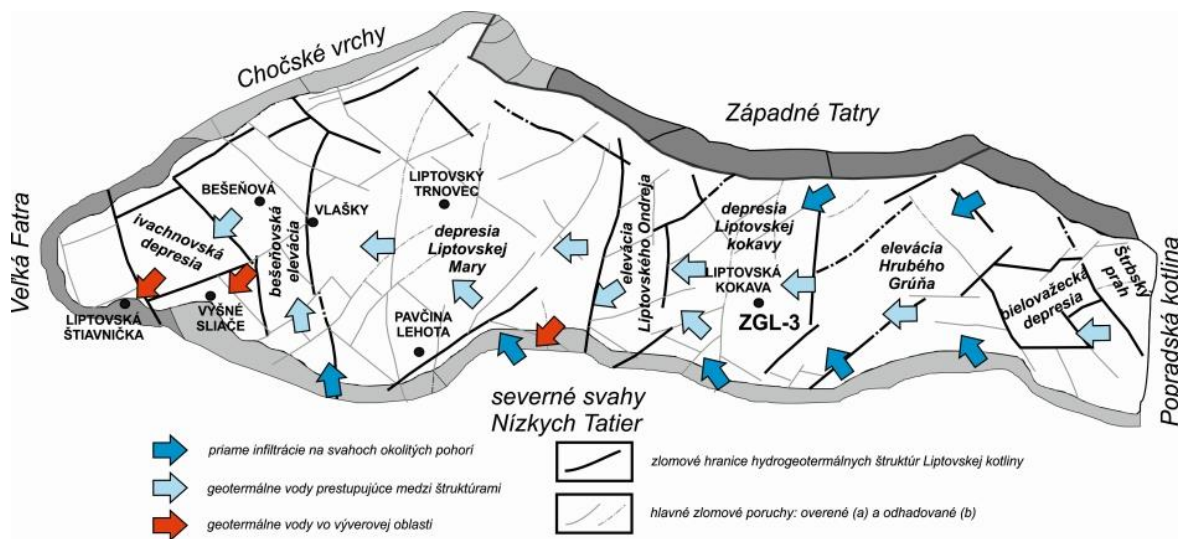 Chočské vrchy
Západné Tatry
Veľká Fatra
BEŠEŇOVÁ
ivachnovská
depresia
bešeňovská
elevácia
VLAŠKY
LIPTOVSKÝ
TRNOVEC
depresia
Liptovskej
Mary
elevácia
Liptovského Ondreja
depresia
Liptovskej
kokavy
LIPTOVSKÁ
KOKAVA
ZGL-3
elevácia
Hrubého
Grúňa
bielovažecká
depresia
Štrbský
prah
Popradská kotlina
LIPTOVSKÁ
ŠTIAVNIČKA
VÝŠNÉ
SLIAČE
PAVČINA
LEHOTA
severné svahy
Nízkych Tatier
priame infiltrácie na svahoch okolitých pohorí
geotermálne vody prestupujúce medzi štruktúrami
geotermálne vody vo výverovej oblasti
zlomové hranice hydrogeotermálnych štruktúr Liptovskej kotliny
hlavné zlomové poruchy: overené (a) a odhadované (b)